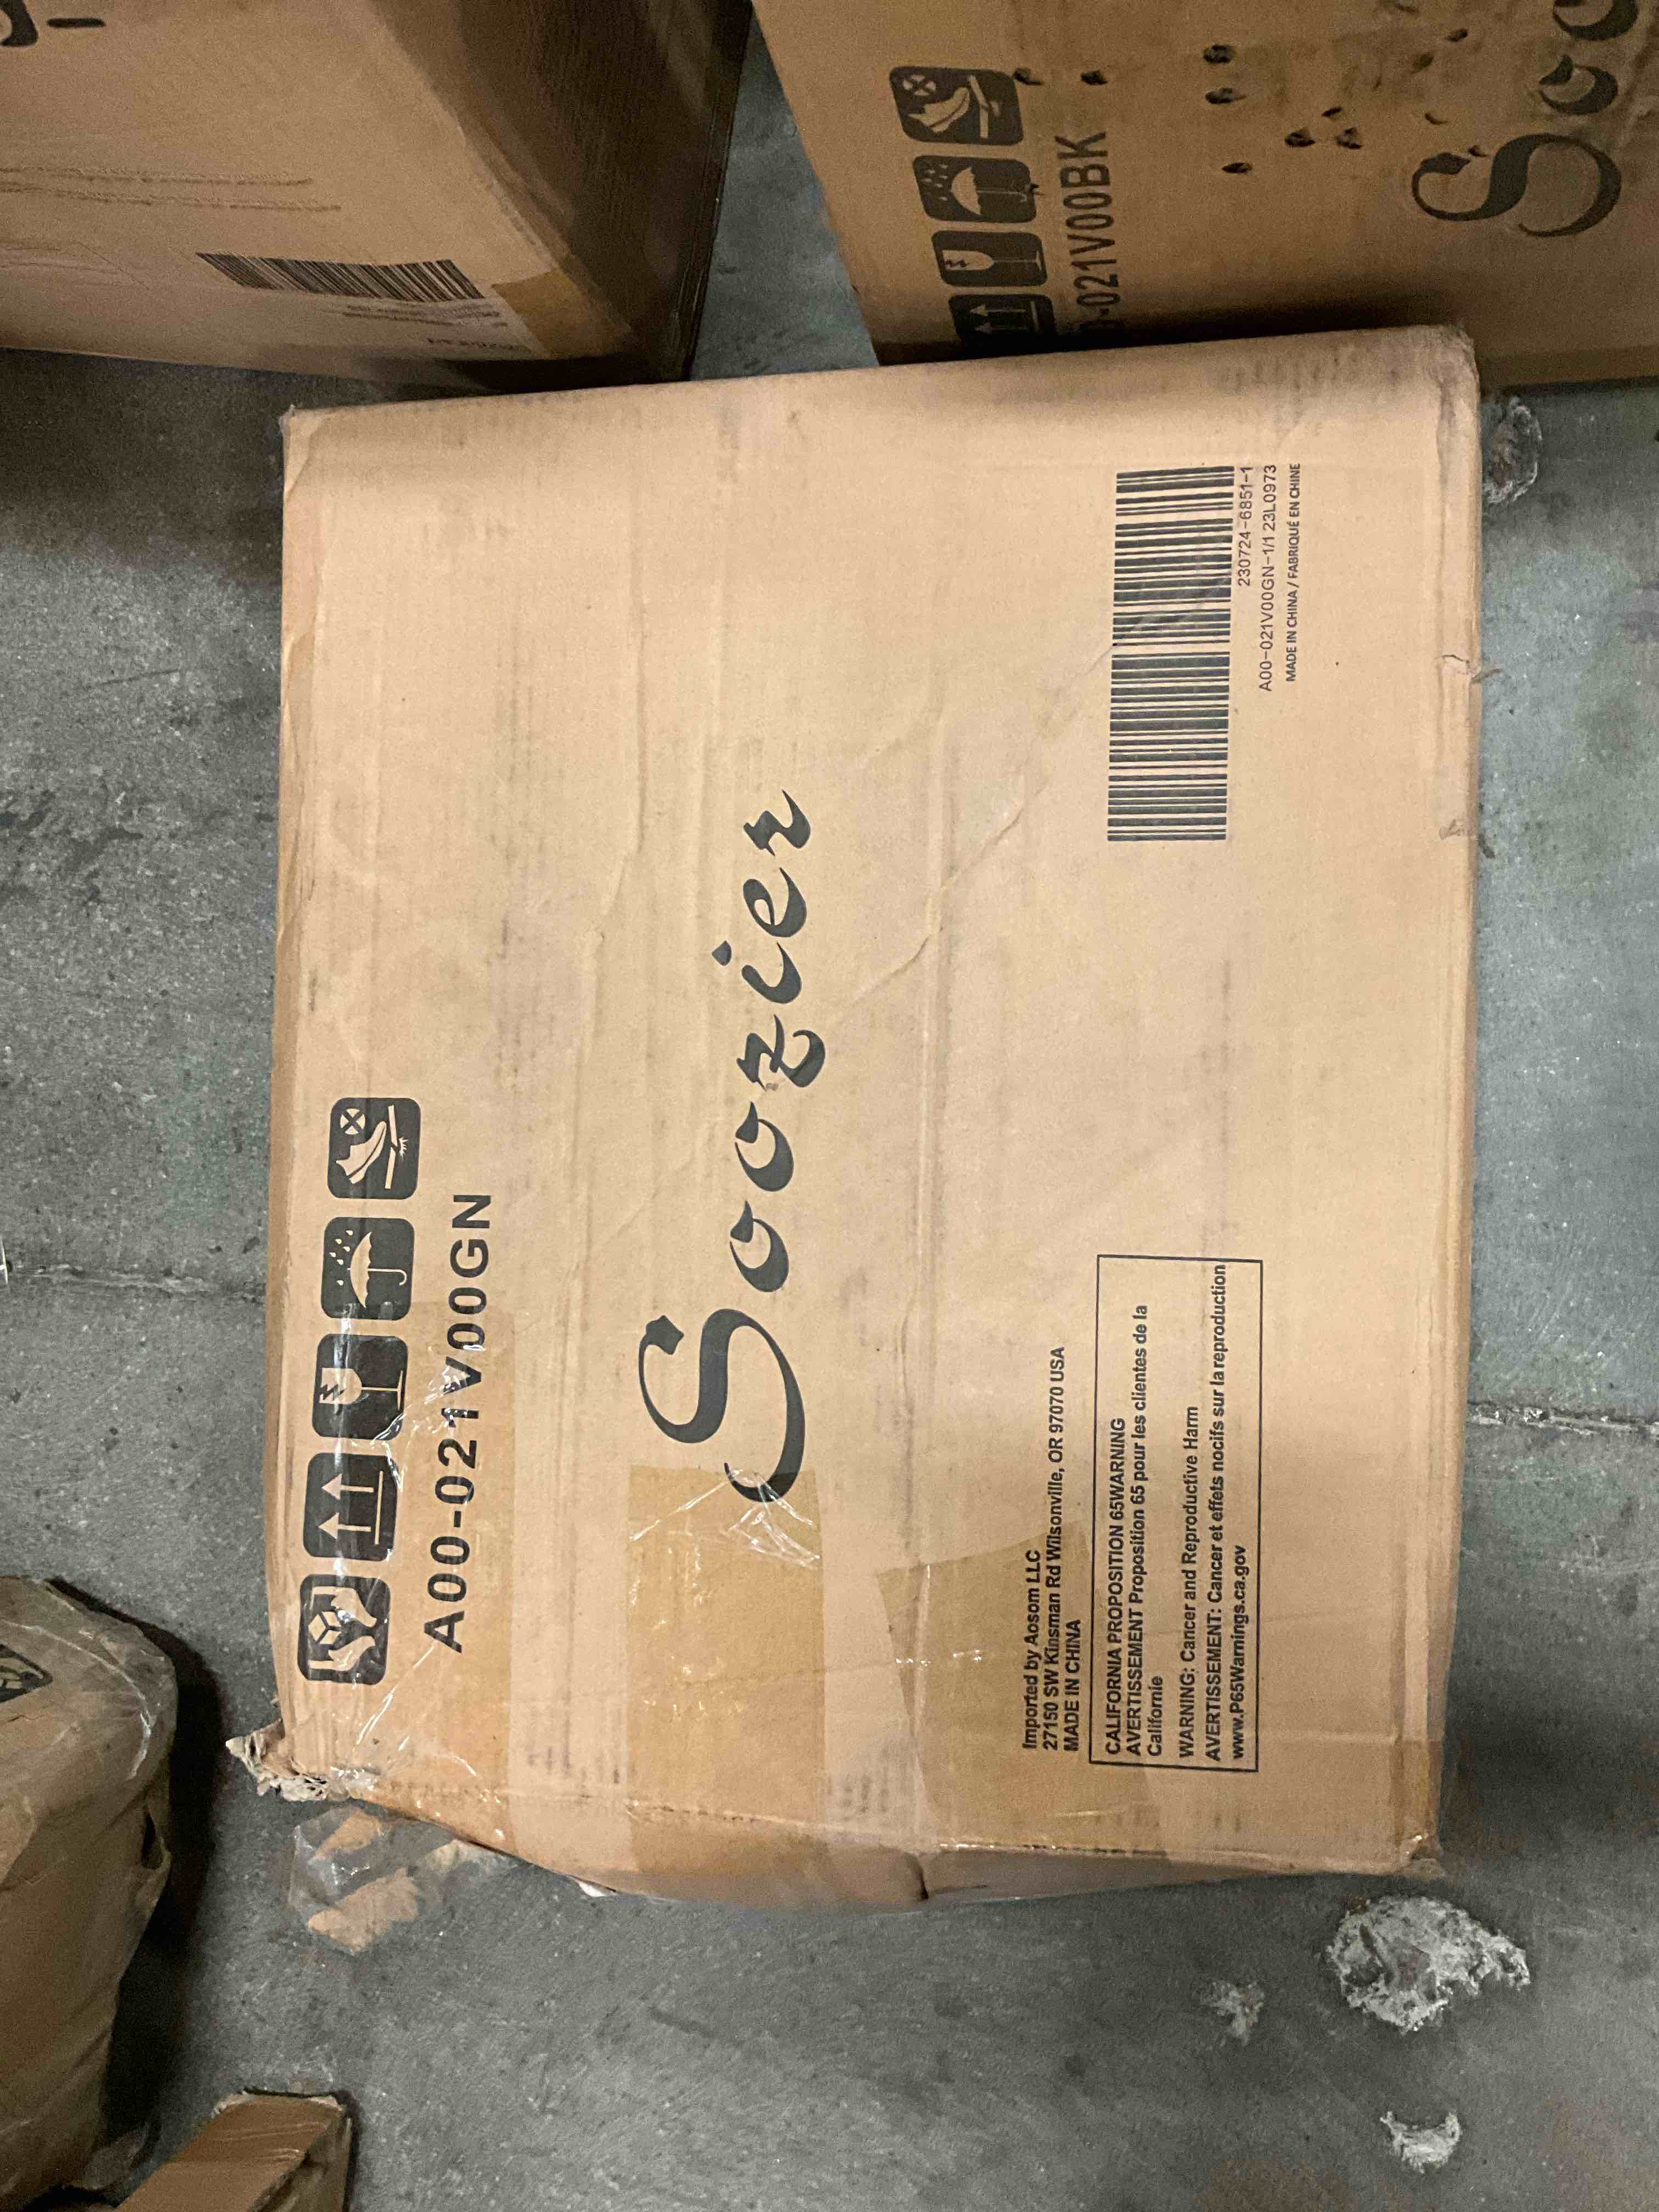 A00-021V00GN
Soozier
Imported by Aosom LLC
27150 SW Kinsman Rd Wilsonville, OR 97070 USA
MADE IN CHINA
CALIFORNIA PROPOSITION 65WARNING
AVERTISSEMENT Proposition 65 pour les clientes de la
Californie
WARNING: Cancer and Reproductive Harm
AVERTISSEMENT: Cancer et effets nocifs sur la reproduction
www.P65Warnings.ca.gov
230724-6851-1
A00-021V00GN-1/1 23L0973
MADE IN CHINA / FABRIQUÉ EN CHINE
-021V00BK
Soo